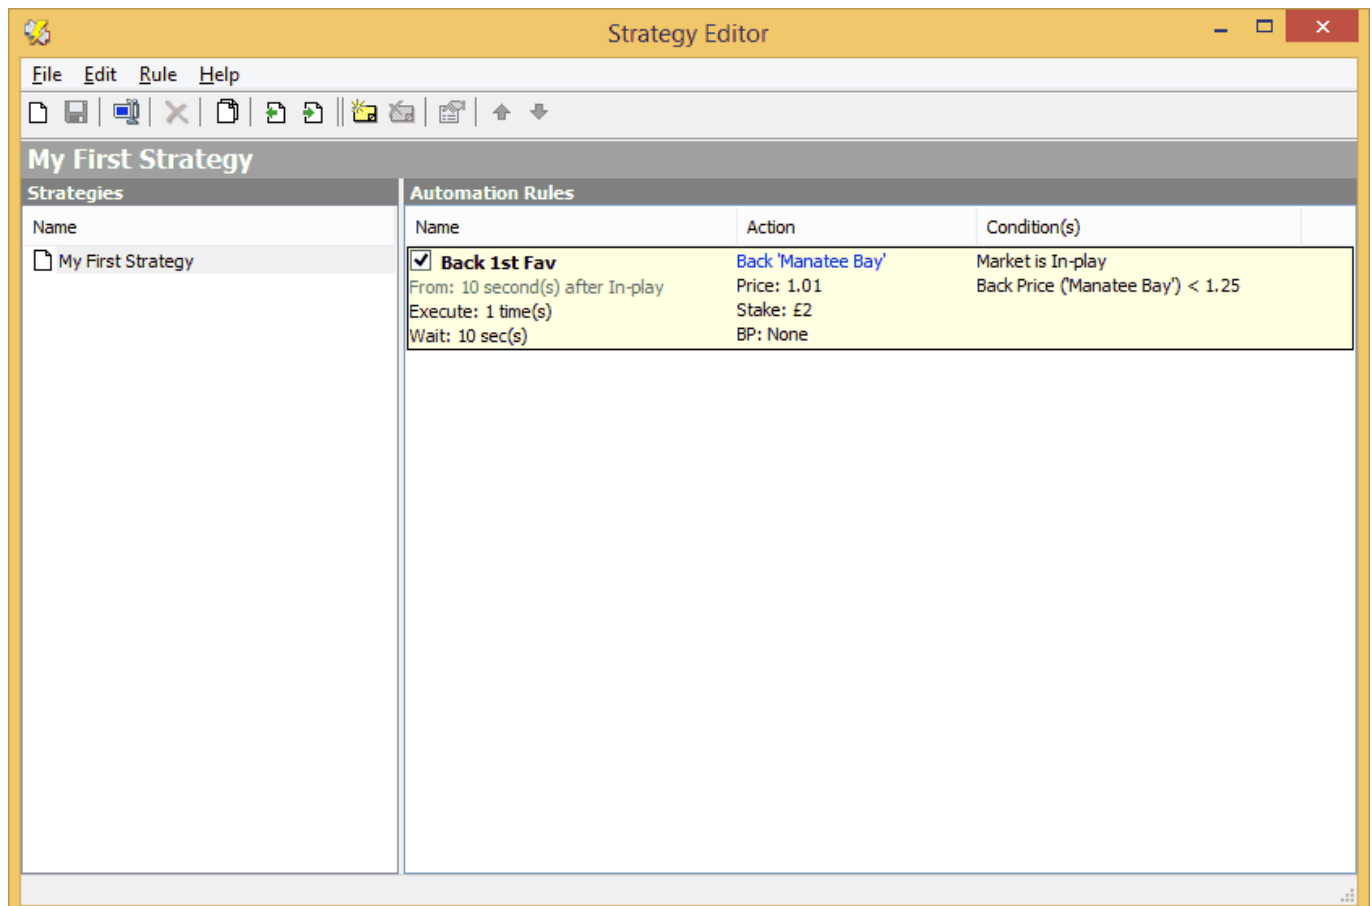 Strategy Editor
File Edit Rule Help
My First Strategy
Strategies
Automation Rules
Name
Name Action Condition(s)
My First Strategy
Back 1st Fav Back 'Manatee Bay' Market is In-play
From: 10 second(s) after In-play Price: 1.01 Back Price ('Manatee Bay') < 1.25
Execute: 1 time(s) Stake: £2
Wait: 10 sec(s) BP: None